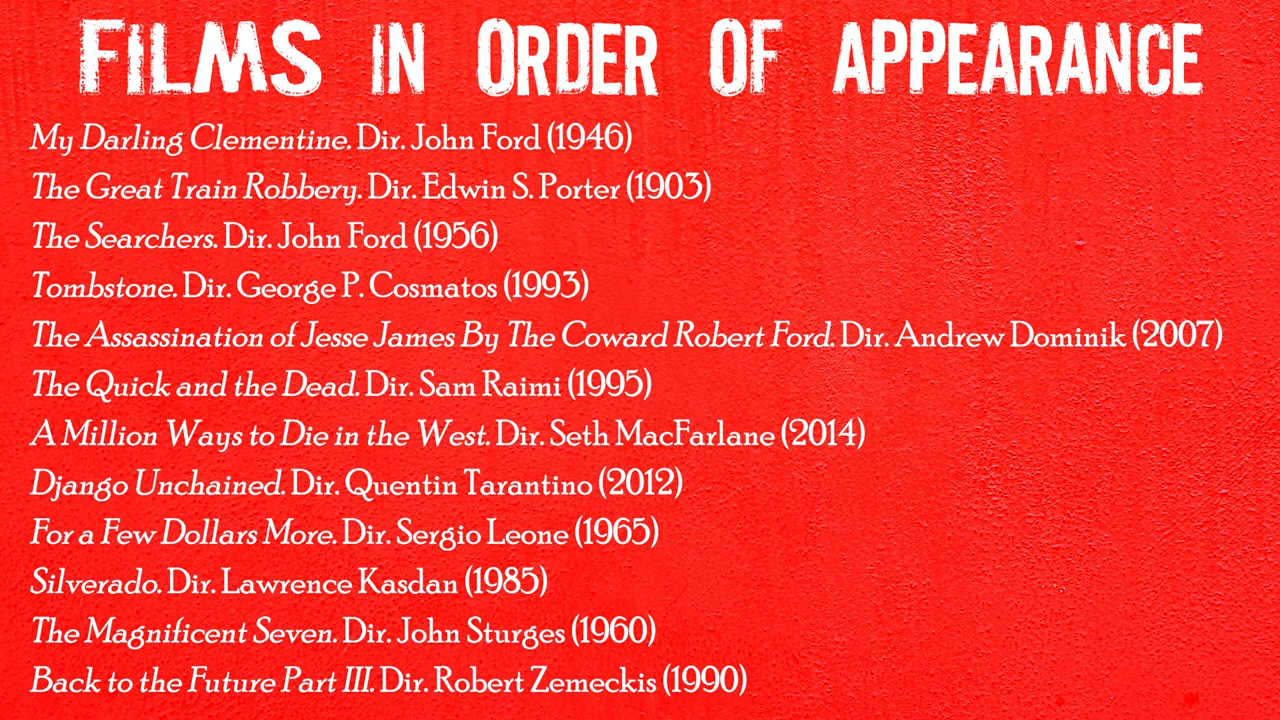 FILMS IN ORDER OF APPEARANCE
My Darling Clementine. Dir. John Ford (1946)
The Great Train Robbery. Dir. Edwin S. Porter (1903)
The Searchers. Dir. John Ford (1956)
Tombstone. Dir. George P. Cosmatos (1993)
The Assassination of Jesse James By The Coward Robert Ford. Dir. Andrew Dominik (2007)
The Quick and the Dead. Dir. Sam Raimi (1995)
A Million Ways to Die in the West. Dir. Seth MacFarlane (2014)
Django Unchained. Dir. Quentin Tarantino (2012)
For a Few Dollars More. Dir. Sergio Leone (1965)
Silverado. Dir. Lawrence Kasdan (1985)
The Magnificent Seven. Dir. John Sturges (1960)
Back to the Future Part III. Dir. Robert Zemeckis (1990)